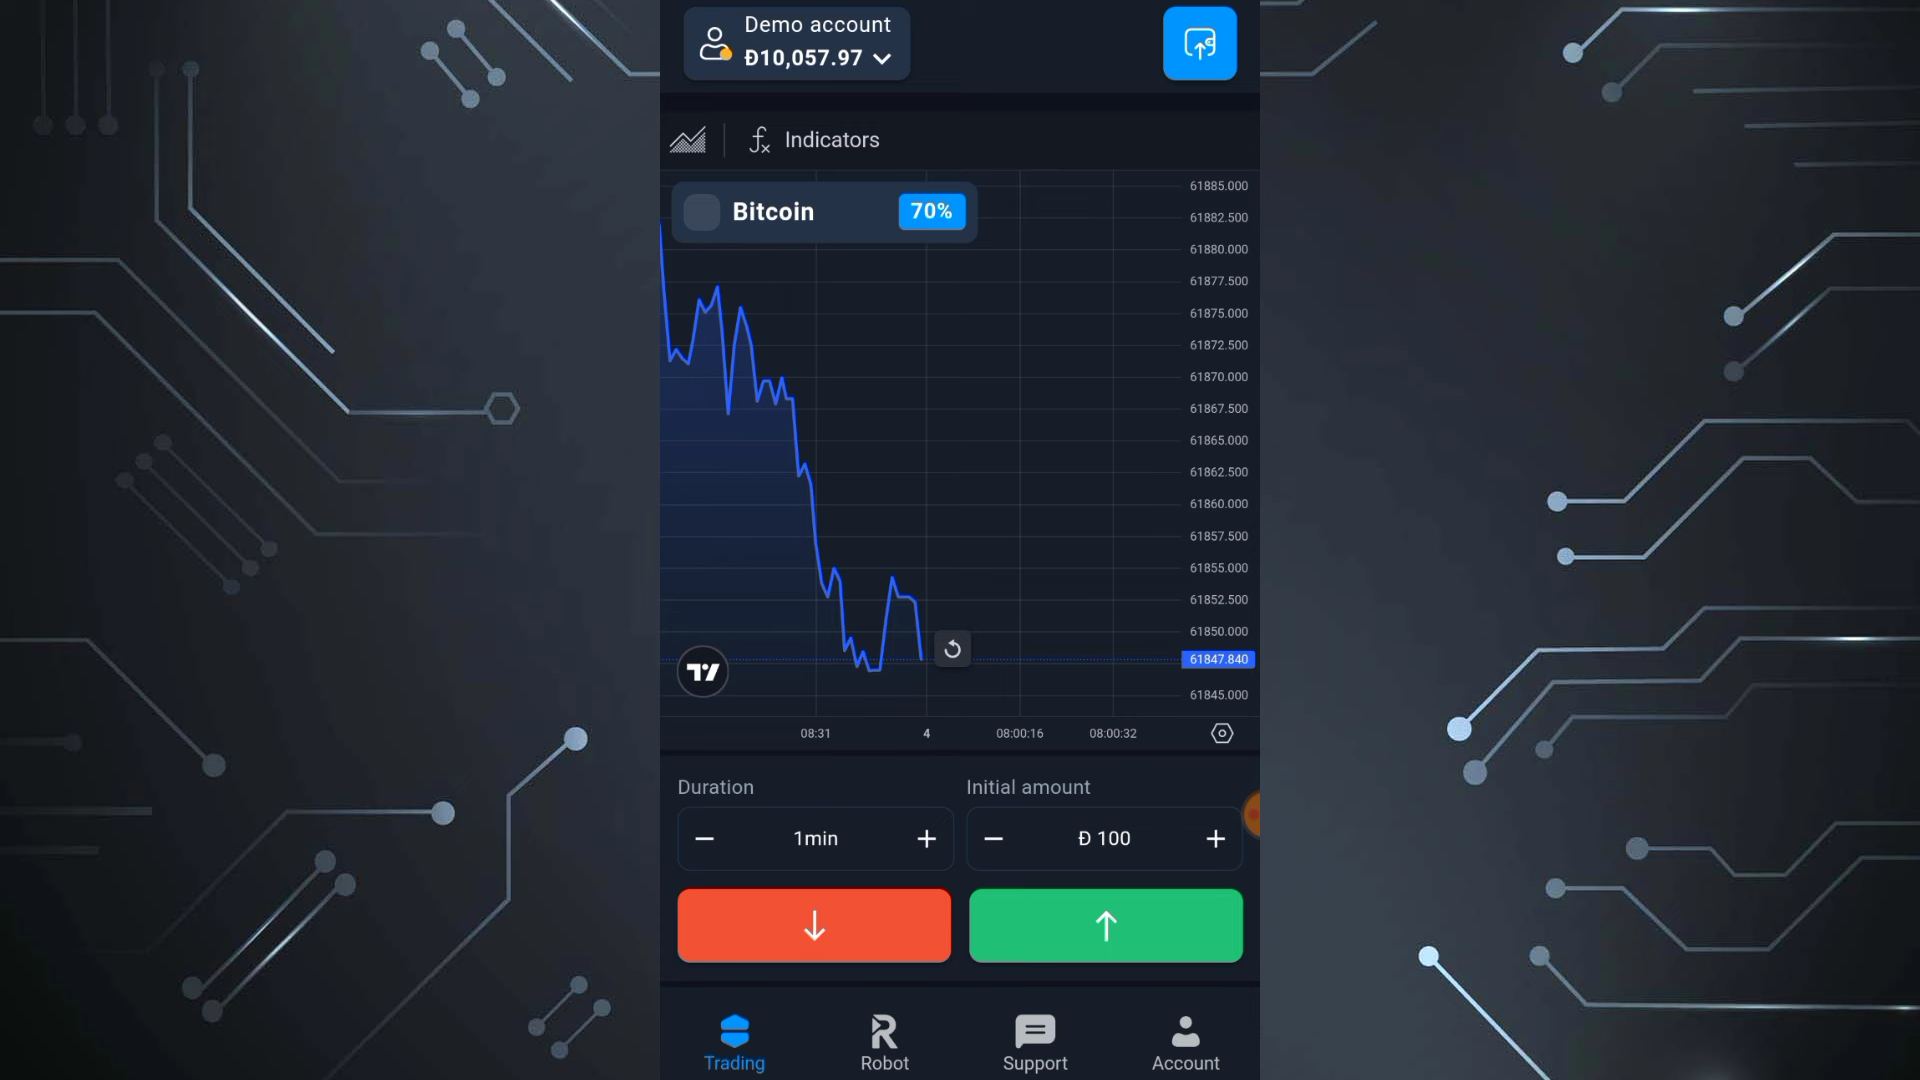 Demo account
Đ10,057.97
Indicators
Bitcoin 70%
61885.000
61882.500
61880.000
61877.500
61875.000
61872.500
61870.000
61867.500
61865.000
61862.500
61860.000
61857.500
61855.000
61852.500
61850.000
61847.840
61845.000
08:31 4 08:00:16 08:00:32
Duration Initial amount
− 1min + − Đ 100 +
Trading Robot Support Account